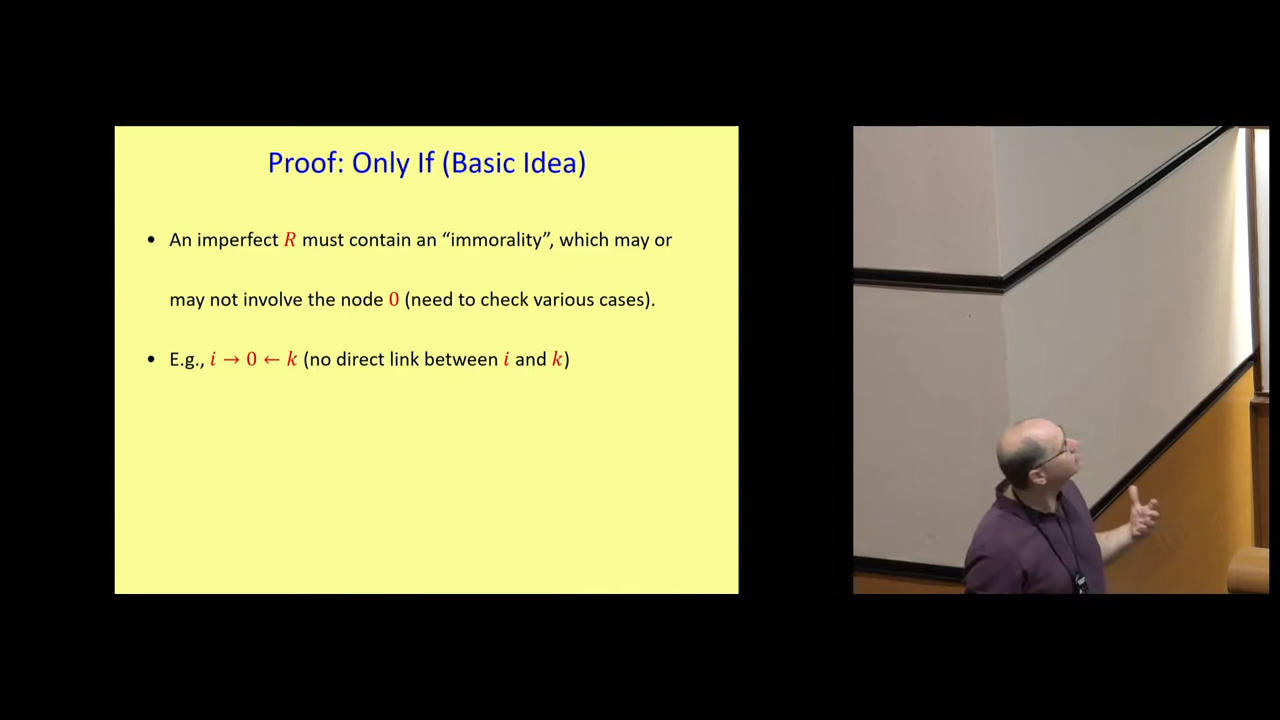 Proof: Only If (Basic Idea)
• An imperfect R must contain an “immorality”, which may or
may not involve the node 0 (need to check various cases).
• E.g., i → 0 ← k (no direct link between i and k)